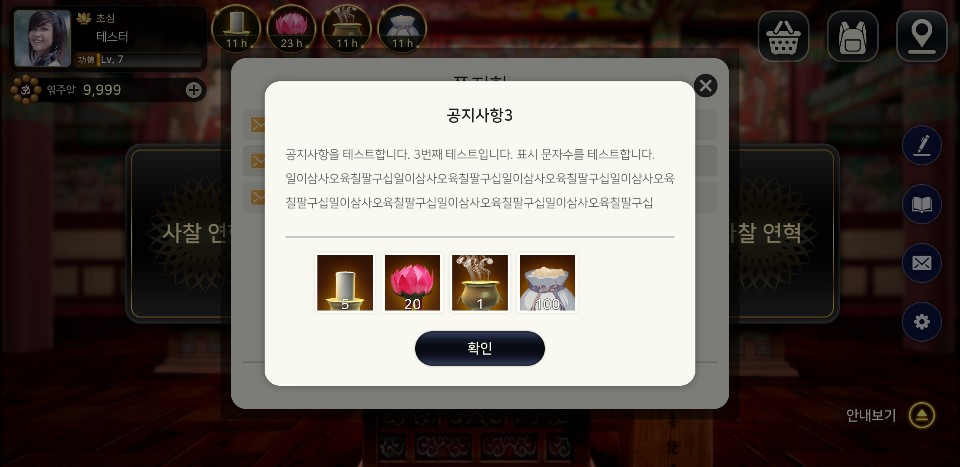 초심
테스터
功德 Lv. 7
9,999
11 h
23 h
11 h
11 h
공지사항3
공지사항을 테스트합니다. 3번째 테스트입니다. 표시 문자수를 테스트합니다.
일이삼사오육칠팔구십일이삼사오육칠팔구십일이삼사오육칠팔구십일이삼사오육
칠팔구십일이삼사오육칠팔구십일이삼사오육칠팔구십일이삼사오육칠팔구십
5
20
1
100
확인
사찰
사찰 연혁
안내보기